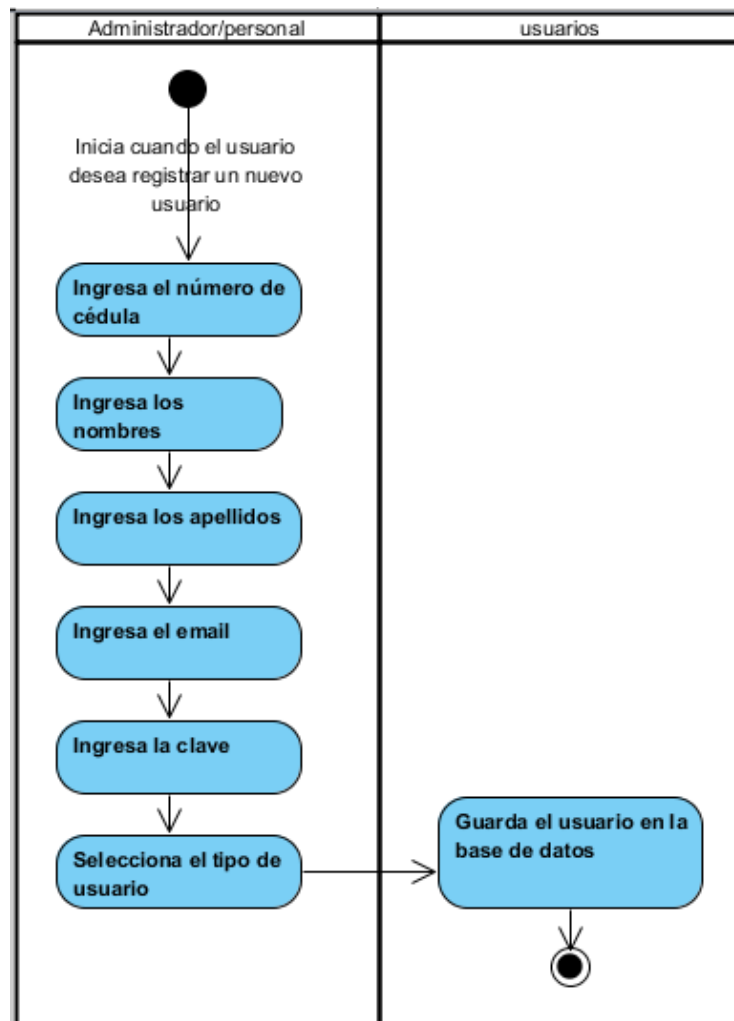 Administrador/personal
usuarios
Inicia cuando el usuario
desea registrar un nuevo
usuario
Ingresa el número de
cédula
Ingresa los
nombres
Ingresa los apellidos
Ingresa el email
Ingresa la clave
Selecciona el tipo de
usuario
Guarda el usuario en la
base de datos